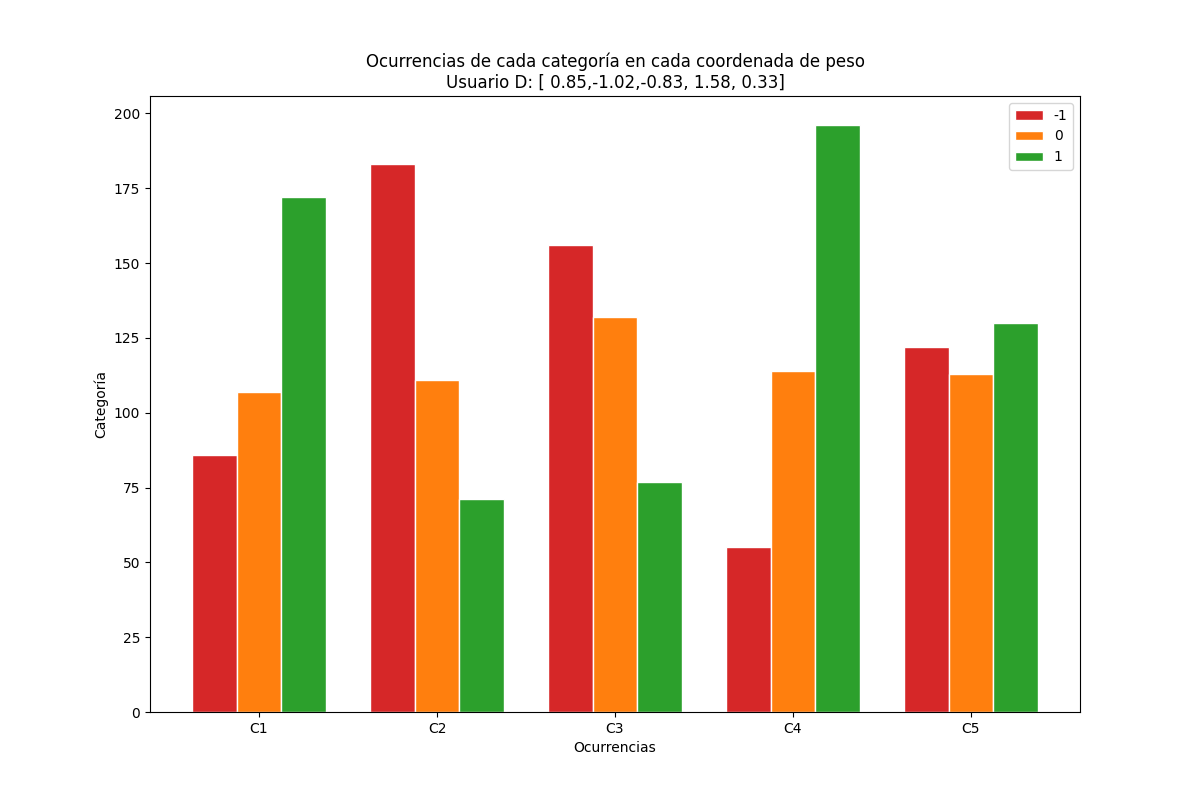 Ocurrencias de cada categoría en cada coordenada de peso
Usuario D: [ 0.85,-1.02,-0.83, 1.58, 0.33]
-1
0
1
200
175
150
125
100
75
50
25
0
Categoría
C1 C2 C3 C4 C5
Ocurrencias